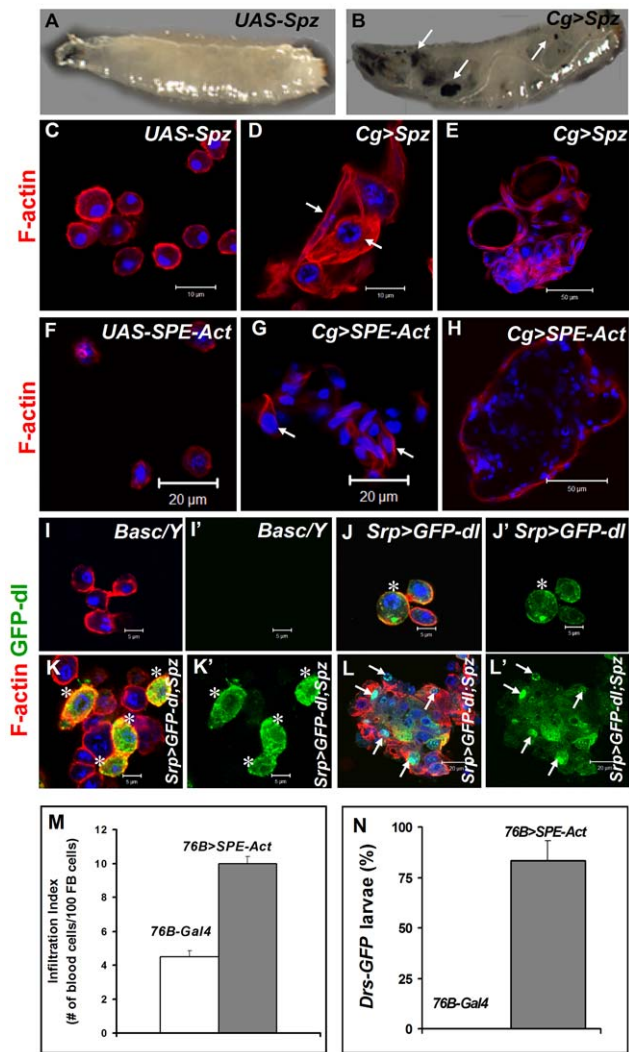 A
UAS-Spz
B
Cg>Spz
F-actin
C
UAS-Spz
10 µm
D
Cg>Spz
10 µm
E
Cg>Spz
50 µm
F-actin
F
UAS-SPE-Act
20 µm
G
Cg>SPE-Act
20 µm
H
Cg>SPE-Act
50 µm
F-actin GFP-dl
I
Basc/Y
5 µm
I'
Basc/Y
5 µm
J
Srp>GFP-dl
*
5 µm
J'
Srp>GFP-dl
*
5 µm
K
*
*
*
*
5 µm
Srp>GFP-dl;Spz
K'
*
*
*
*
5 µm
Srp>GFP-dl;Spz
L
20 µm
Srp>GFP-dl;Spz
L'
20 µm
Srp>GFP-dl;Spz
M
Infiltration Index
(# of blood cells/100 FB cells)
12
10
8
6
4
2
0
76B-Gal4
76B>SPE-Act
N
Drs-GFP larvae (%)
100
75
50
25
0
76B-Gal4
76B>SPE-Act